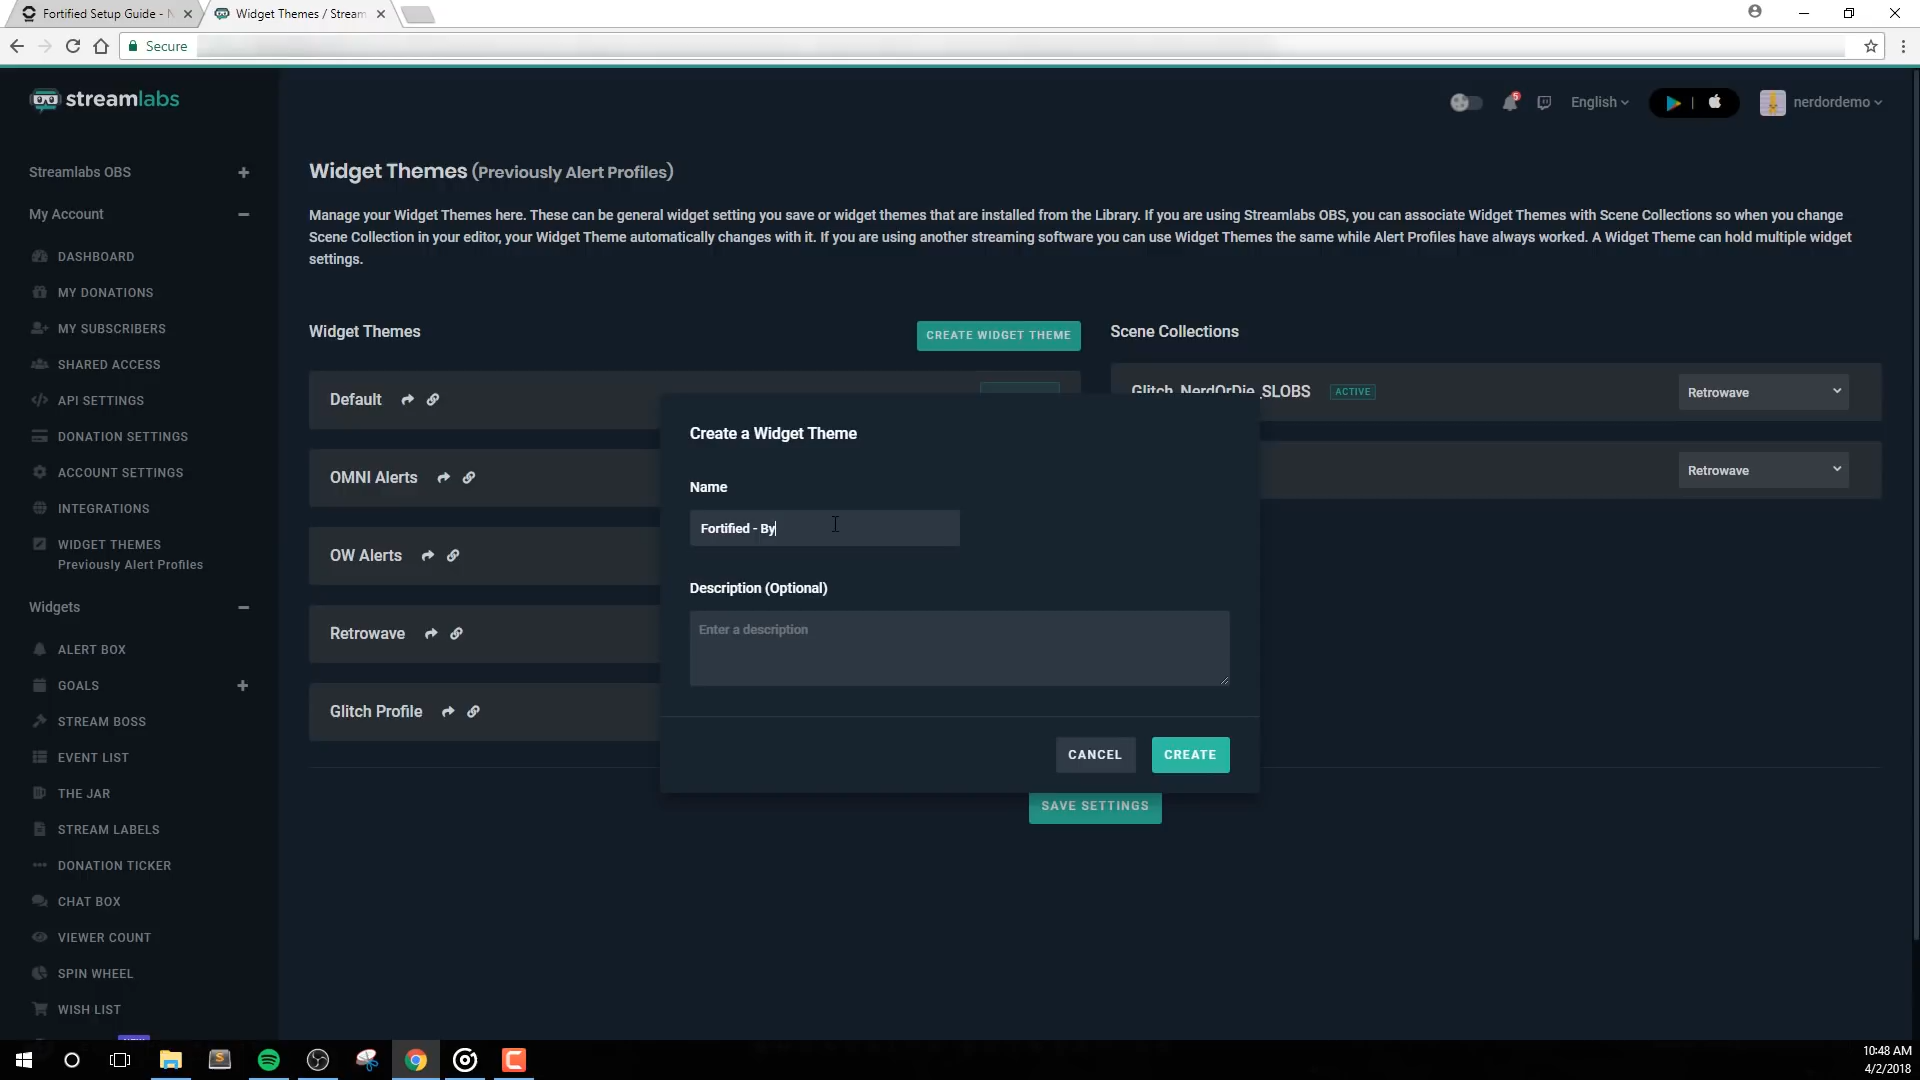 Fortified Setup Guide - N
Widget Themes / Stream
Secure
streamlabs
English
nerdordemo
5
Streamlabs OBS
My Account
DASHBOARD
MY DONATIONS
MY SUBSCRIBERS
SHARED ACCESS
API SETTINGS
DONATION SETTINGS
ACCOUNT SETTINGS
INTEGRATIONS
WIDGET THEMES
Previously Alert Profiles
Widgets
ALERT BOX
GOALS
STREAM BOSS
EVENT LIST
THE JAR
STREAM LABELS
DONATION TICKER
CHAT BOX
VIEWER COUNT
SPIN WHEEL
WISH LIST
NEW
Widget Themes (Previously Alert Profiles)
Manage your Widget Themes here. These can be general widget setting you save or widget themes that are installed from the Library. If you are using Streamlabs OBS, you can associate Widget Themes with Scene Collections so when you change
Scene Collection in your editor, your Widget Theme automatically changes with it. If you are using another streaming software you can use Widget Themes the same while Alert Profiles have always worked. A Widget Theme can hold multiple widget
settings.
Widget Themes
CREATE WIDGET THEME
Default
OMNI Alerts
OW Alerts
Retrowave
Glitch Profile
Scene Collections
Glitch_NerdOrDie_SLOBS ACTIVE
Retrowave
Retrowave
Create a Widget Theme
Name
Fortified - By
Description (Optional)
Enter a description
CANCEL
CREATE
SAVE SETTINGS
10:48 AM
4/2/2018